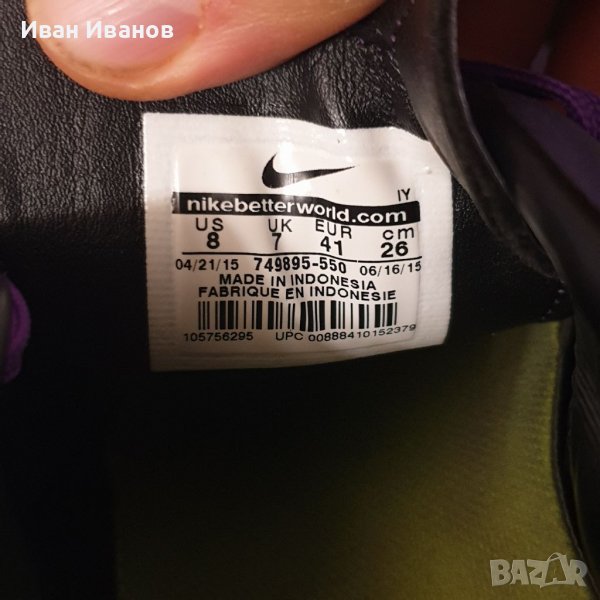 Иван Иванов
IY
nikebetterworld.com
US UK EUR cm
8 7 41 26
04/21/15 749895-550 06/16/15
MADE IN INDONESIA
FABRIQUE EN INDONESIE
105756295 UPC 00888410152379
BAZAR